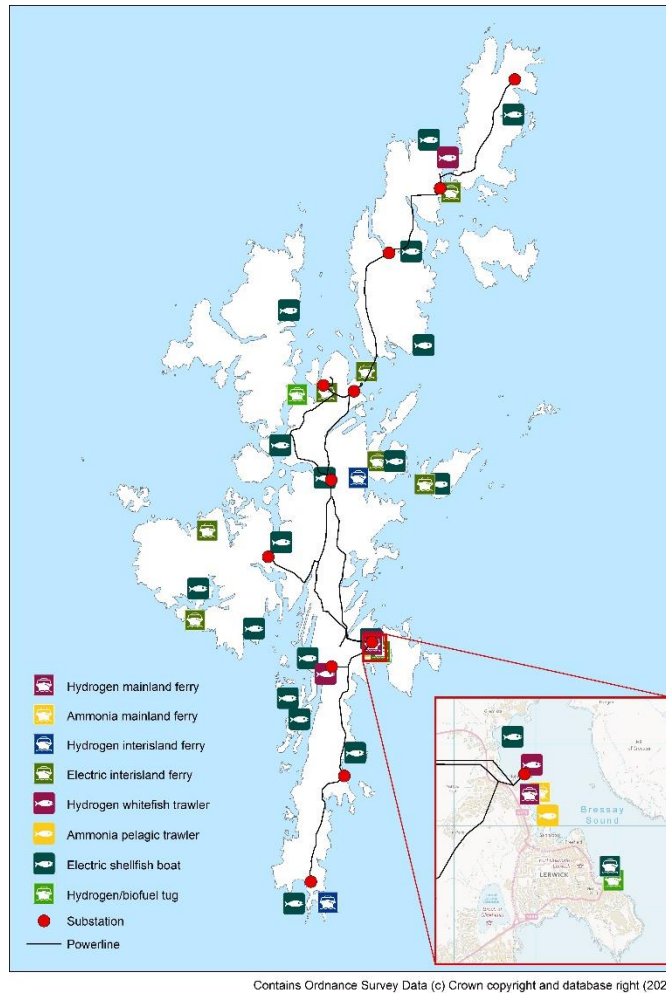 Hydrogen mainland ferry
Ammonia mainland ferry
Hydrogen interisland ferry
Electric interisland ferry
Hydrogen whitefish trawler
Ammonia pelagic trawler
Electric shellfish boat
Hydrogen/biofuel tug
Substation
Powerline
Bressay
Sound
LERWICK
Contains Ordnance Survey Data (c) Crown copyright and database right (202